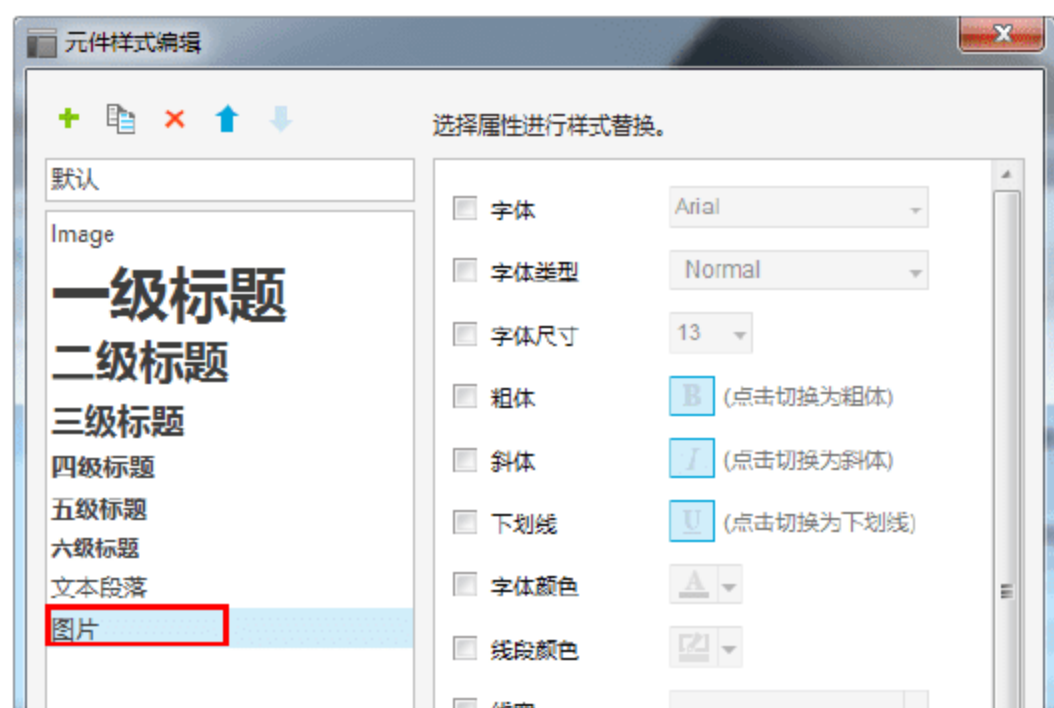 元件样式编辑
选择属性进行样式替换。
默认
Image
一级标题
二级标题
三级标题
四级标题
五级标题
六级标题
文本段落
图片
字体 Arial
字体类型 Normal
字体尺寸 13
粗体 B (点击切换为粗体)
斜体 I (点击切换为斜体)
下划线 U (点击切换为下划线)
字体颜色 A
线段颜色